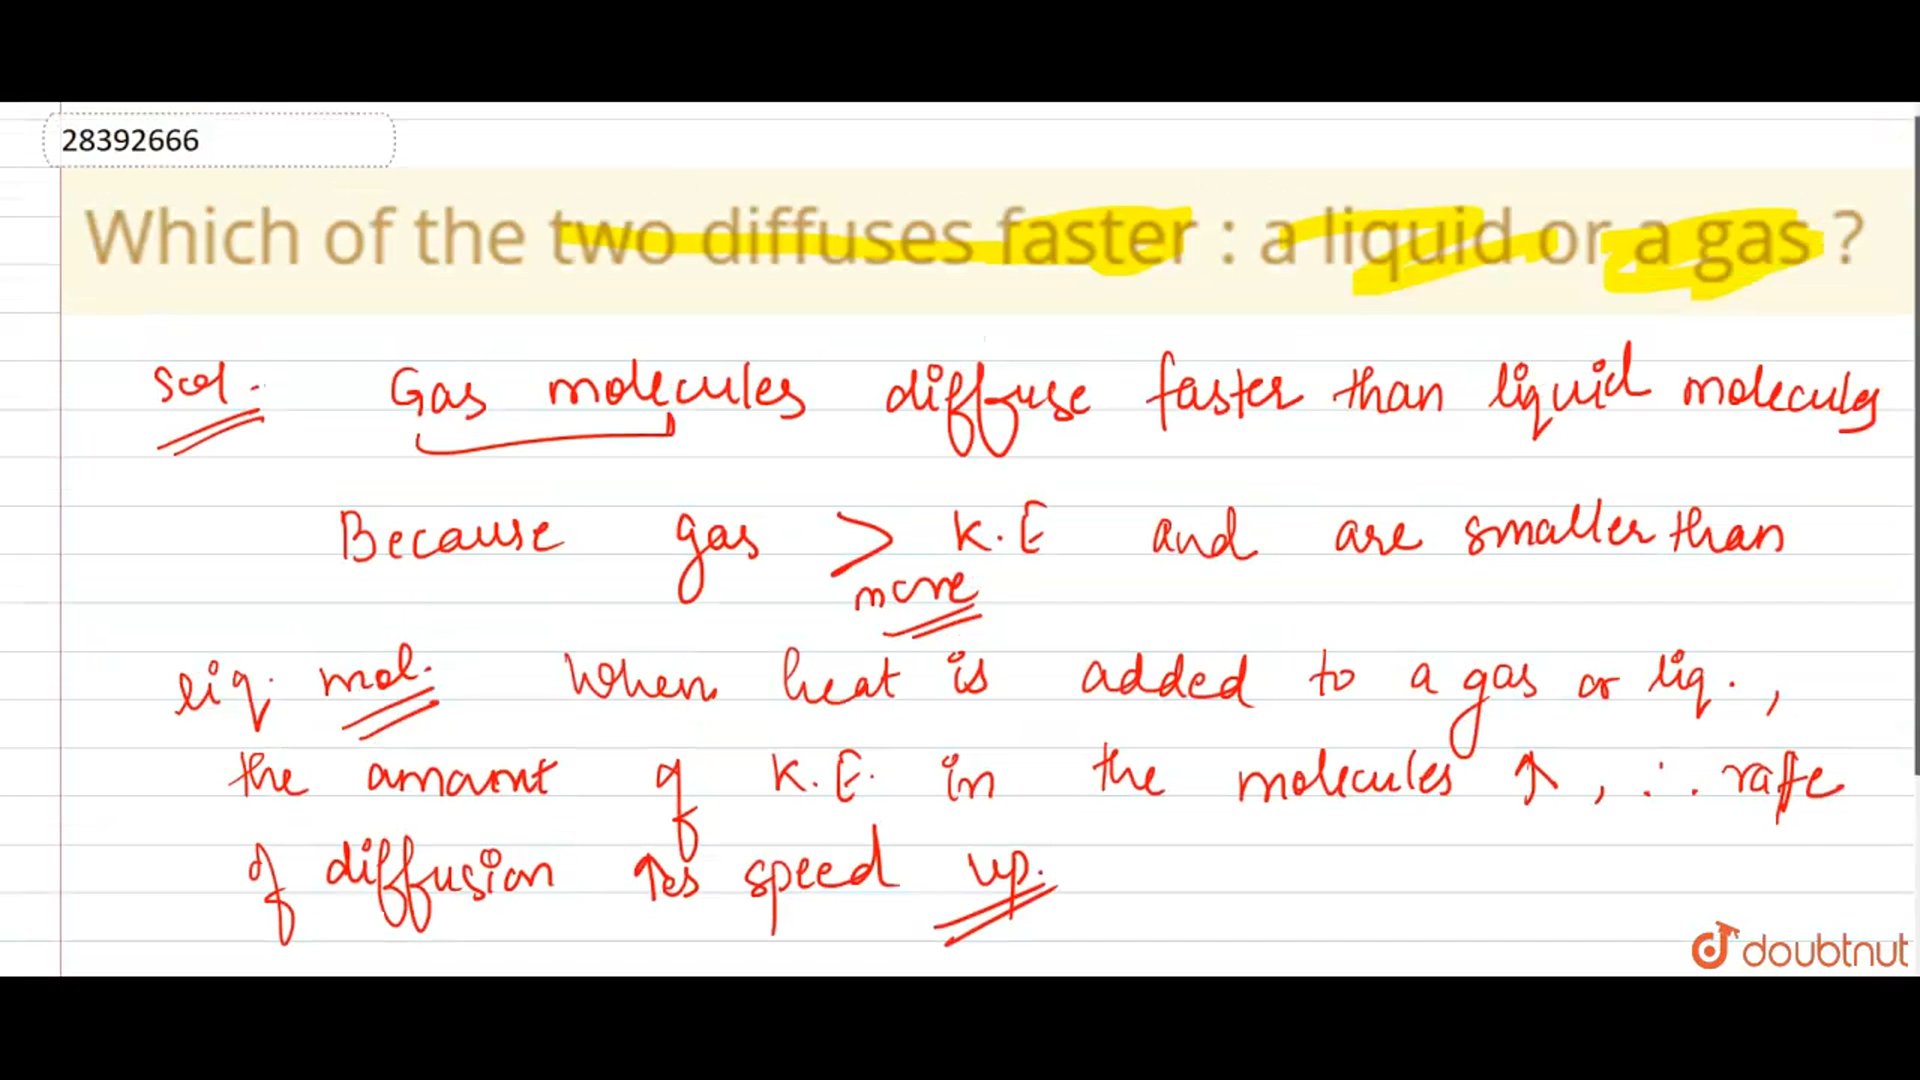 28392666
Which of the two diffuses faster : a liquid or a gas ?
Sol. Gas molecules diffuse faster than liquid molecules
Because gas > K.E and are smaller than
more
liq. mol. When heat is added to a gas or liq. ,
the amount of K.E. in the molecules ↑ , ∴ rate
of diffusion ↑es speed up.
doubtnut